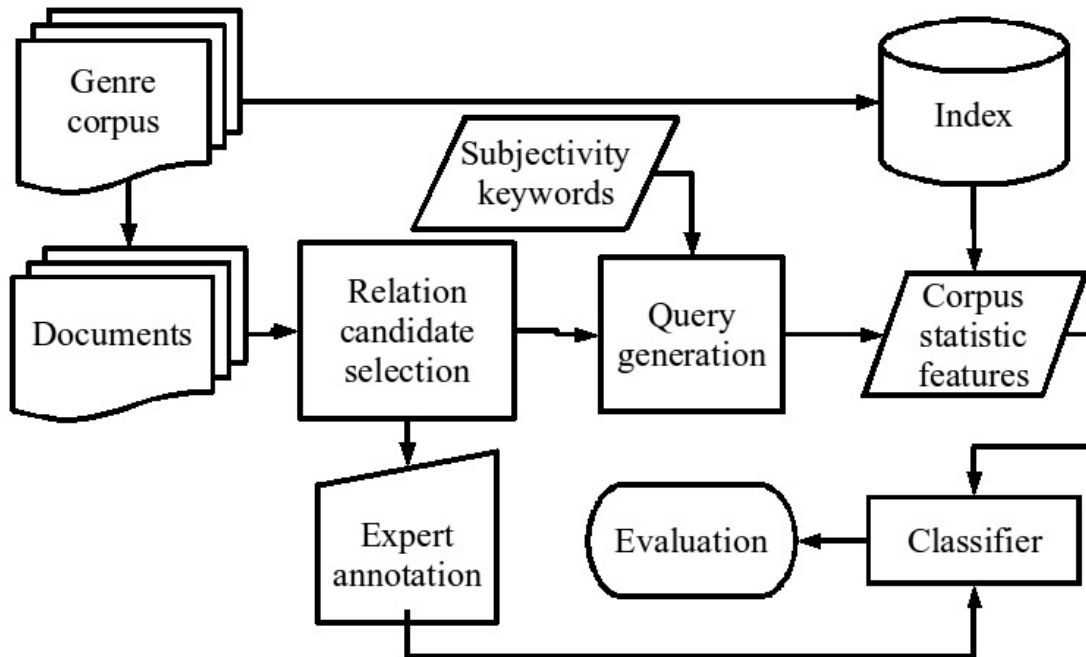 Genre
corpus
Index
Subjectivity
keywords
Documents
Relation
candidate
selection
Query
generation
Corpus
statistic
features
Expert
annotation
Evaluation
Classifier